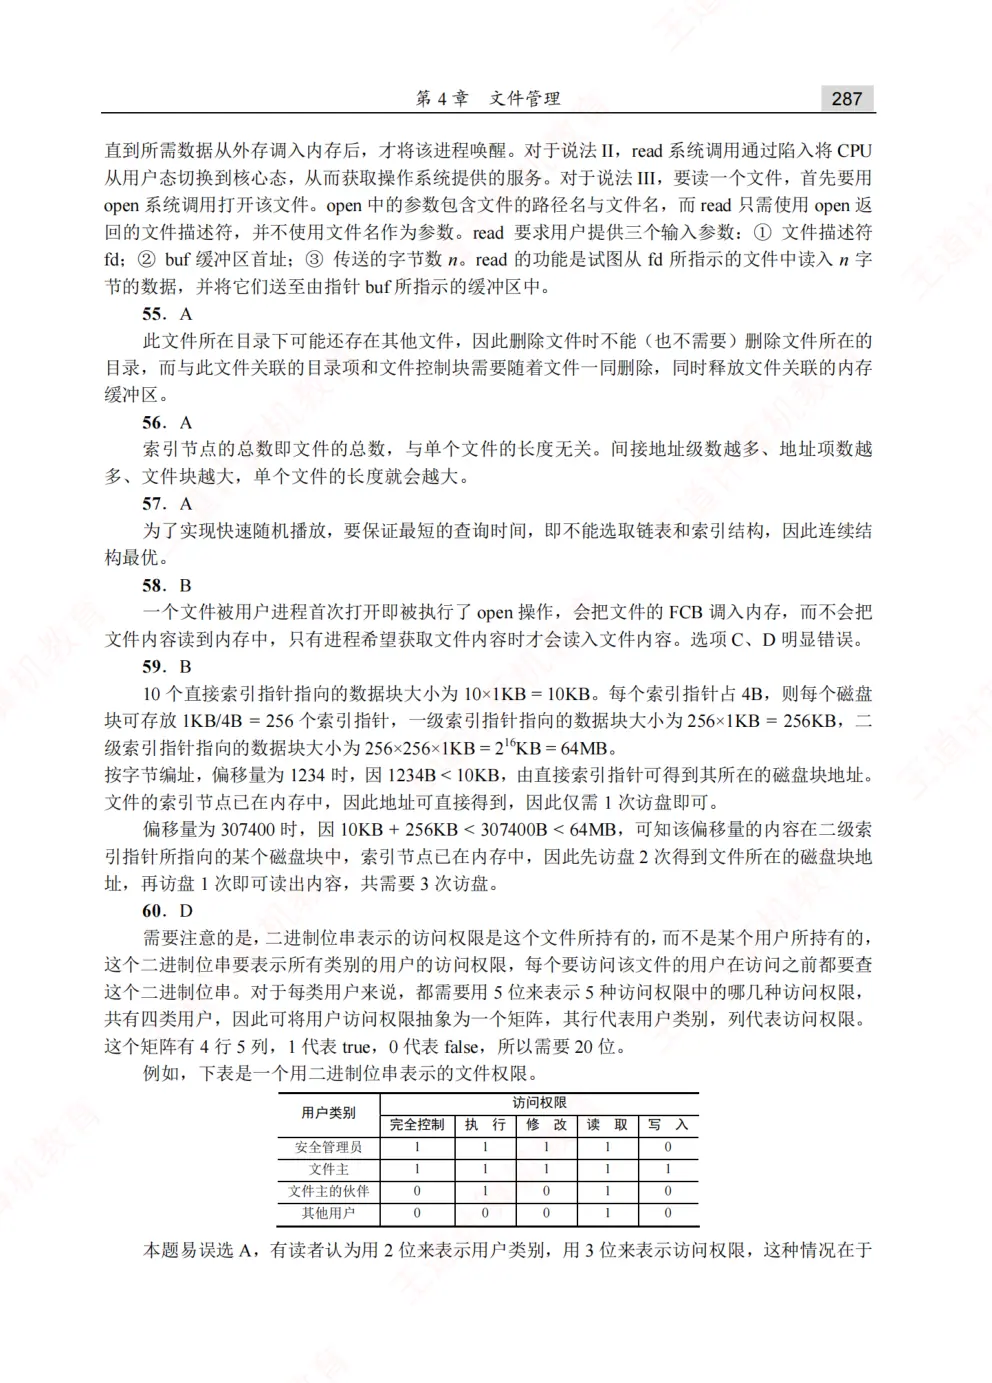 第 4 章　文件管理
287
直到所需数据从外存调入内存后，才将该进程唤醒。对于说法 II，read 系统调用通过陷入将 CPU
从用户态切换到核心态，从而获取操作系统提供的服务。对于说法 III，要读一个文件，首先要用
open 系统调用打开该文件。open 中的参数包含文件的路径名与文件名，而 read 只需使用 open 返
回的文件描述符，并不使用文件名作为参数。read 要求用户提供三个输入参数：① 文件描述符
fd；② buf 缓冲区首址；③ 传送的字节数 n。read 的功能是试图从 fd 所指示的文件中读入 n 字
节的数据，并将它们送至由指针 buf 所指示的缓冲区中。
55．A
此文件所在目录下可能还存在其他文件，因此删除文件时不能（也不需要）删除文件所在的
目录，而与此文件关联的目录项和文件控制块需要随着文件一同删除，同时释放文件关联的内存
缓冲区。
56．A
索引节点的总数即文件的总数，与单个文件的长度无关。间接地址级数越多、地址项数越
多、文件块越大，单个文件的长度就会越大。
57．A
为了实现快速随机播放，要保证最短的查询时间，即不能选取链表和索引结构，因此连续结
构最优。
58．B
一个文件被用户进程首次打开即被执行了 open 操作，会把文件的 FCB 调入内存，而不会把
文件内容读到内存中，只有进程希望获取文件内容时才会读入文件内容。选项 C、D 明显错误。
59．B
10 个直接索引指针指向的数据块大小为 10×1KB = 10KB。每个索引指针占 4B，则每个磁盘
块可存放 1KB/4B = 256 个索引指针，一级索引指针指向的数据块大小为 256×1KB = 256KB，二
级索引指针指向的数据块大小为 256×256×1KB = 2¹⁶KB = 64MB。
按字节编址，偏移量为 1234 时，因 1234B < 10KB，由直接索引指针可得到其所在的磁盘块地址。
文件的索引节点已在内存中，因此地址可直接得到，因此仅需 1 次访盘即可。
偏移量为 307400 时，因 10KB + 256KB < 307400B < 64MB，可知该偏移量的内容在二级索
引指针所指向的某个磁盘块中，索引节点已在内存中，因此先访盘 2 次得到文件所在的磁盘块地
址，再访盘 1 次即可读出内容，共需要 3 次访盘。
60．D
需要注意的是，二进制位串表示的访问权限是这个文件所持有的，而不是某个用户所持有的，
这个二进制位串要表示所有类别的用户的访问权限，每个要访问该文件的用户在访问之前都要查
这个二进制位串。对于每类用户来说，都需要用 5 位来表示 5 种访问权限中的哪几种访问权限，
共有四类用户，因此可将用户访问权限抽象为一个矩阵，其行代表用户类别，列代表访问权限。
这个矩阵有 4 行 5 列，1 代表 true，0 代表 false，所以需要 20 位。
例如，下表是一个用二进制位串表示的文件权限。
用户类别　访问权限
完全控制　执　行　修　改　读　取　写　入
安全管理员　1　1　1　1　0
文件主　1　1　1　1　1
文件主的伙伴　0　1　0　1　0
其他用户　0　0　0　1　0
本题易误选 A，有读者认为用 2 位来表示用户类别，用 3 位来表示访问权限，这种情况在于